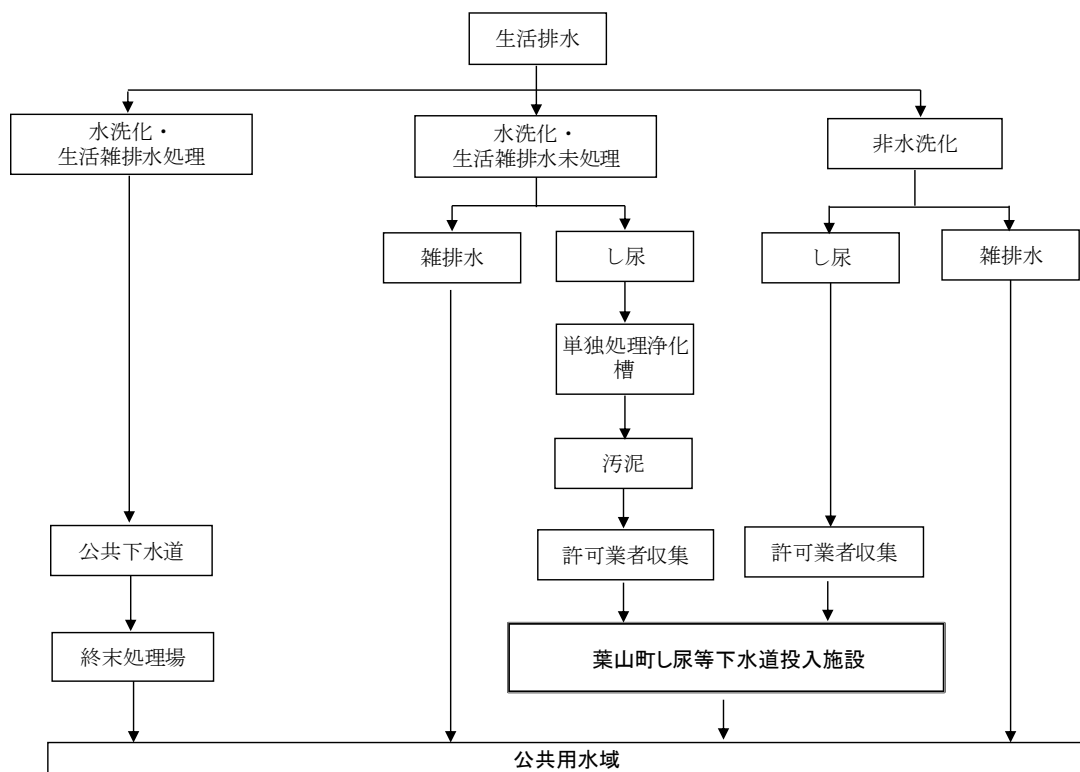 生活排水
水洗化・
生活雑排水処理
水洗化・
生活雑排水未処理
非水洗化
雑排水
し尿
し尿
雑排水
単独処理浄化
槽
汚泥
公共下水道
許可業者収集
許可業者収集
終末処理場
葉山町し尿等下水道投入施設
公共用水域